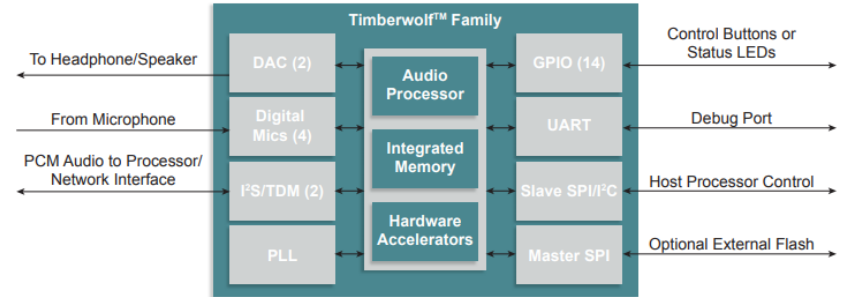 Timberwolf™ Family
To Headphone/Speaker
DAC (2)
Audio
Processor
GPIO (14)
Control Buttons or
Status LEDs
From Microphone
Digital
Mics (4)
Integrated
Memory
UART
Debug Port
PCM Audio to Processor/
Network Interface
I²S/TDM (2)
Hardware
Accelerators
Slave SPI/I²C
Host Processor Control
PLL
Master SPI
Optional External Flash